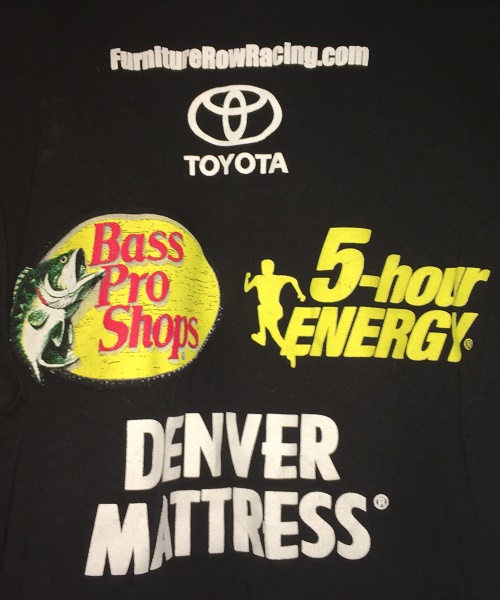 FurnitureRowRacing.com
TOYOTA
Bass
Pro
Shops
5-hour
ENERGY®
DENVER
MATTRESS®